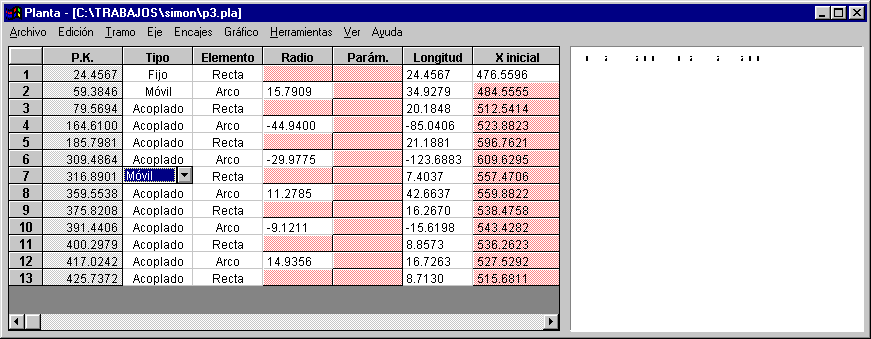 Planta - [C:\TRABAJOS\simon\p3.pla]
Archivo Edición Tramo Eje Encajes Gráfico Herramientas Ver Ayuda
P.K. Tipo Elemento Radio Parám. Longitud X inicial
1 24.4567 Fijo Recta 24.4567 476.5596
2 59.3846 Móvil Arco 15.7909 34.9279 484.5555
3 79.5694 Acoplado Recta 20.1848 512.5414
4 164.6100 Acoplado Arco -44.9400 -85.0406 523.8823
5 185.7981 Acoplado Recta 21.1881 596.7621
6 309.4864 Acoplado Arco -29.9775 -123.6883 609.6295
7 316.8901 Móvil Recta 7.4037 557.4706
8 359.5538 Acoplado Arco 11.2785 42.6637 559.8822
9 375.8208 Acoplado Recta 16.2670 538.4758
10 391.4406 Acoplado Arco -9.1211 -15.6198 543.4282
11 400.2979 Acoplado Recta 8.8573 536.2623
12 417.0242 Acoplado Arco 14.9356 16.7263 527.5292
13 425.7372 Acoplado Recta 8.7130 515.6811